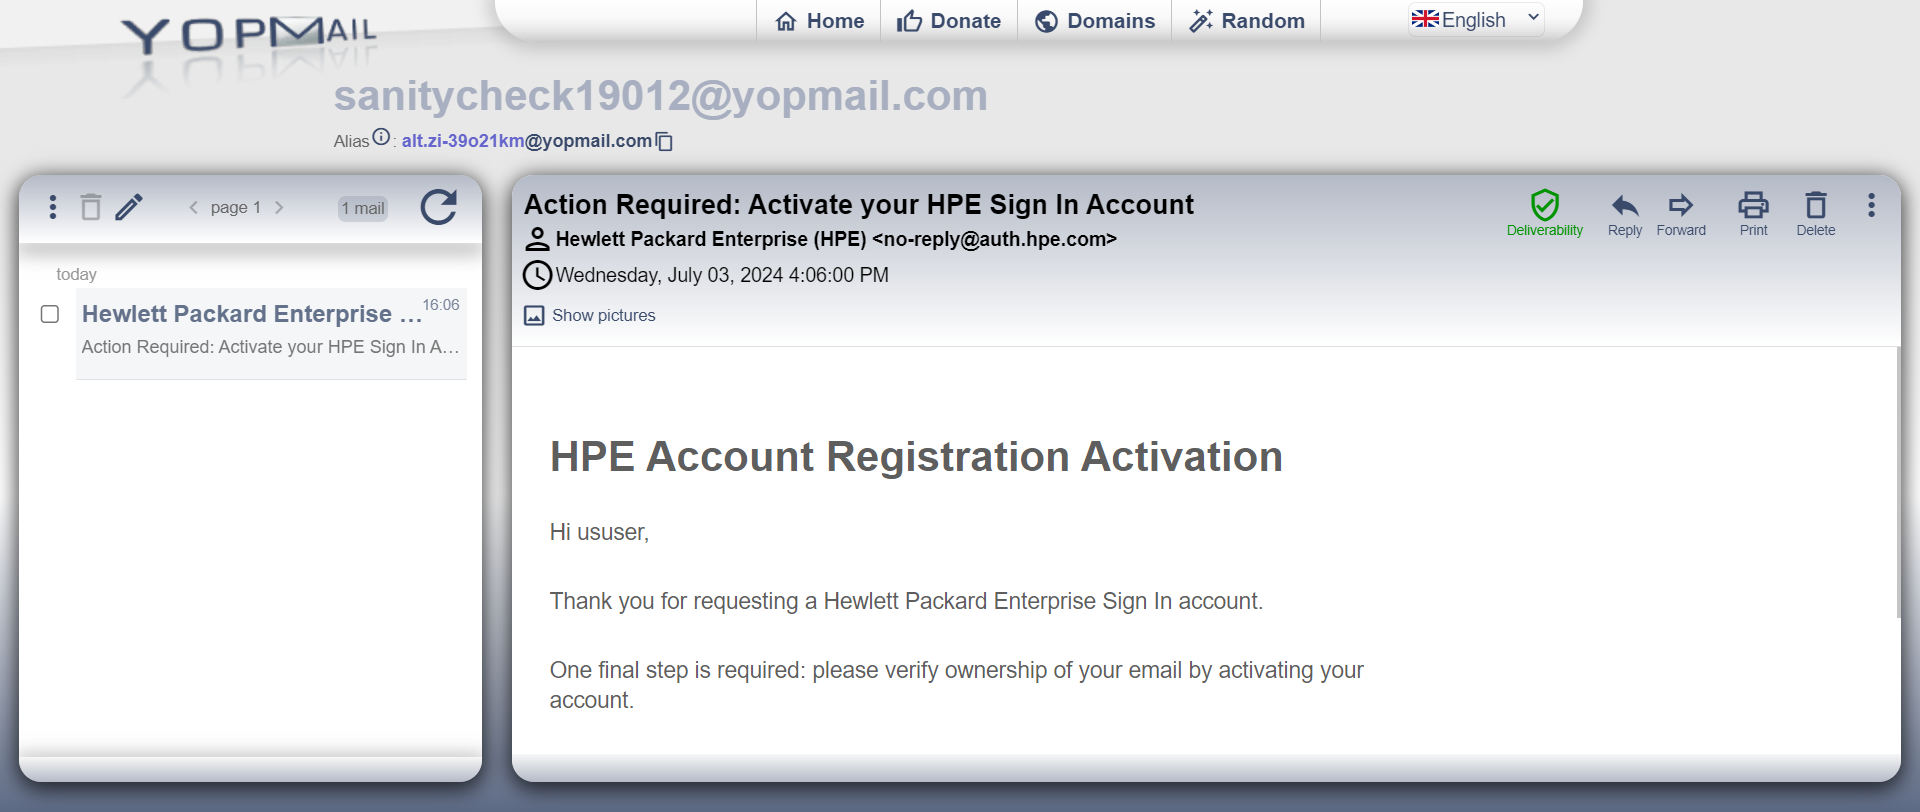 YOPMAIL
Home
Donate
Domains
Random
English
sanitycheck19012@yopmail.com
Alias : alt.zi-39o21km@yopmail.com
page 1
1 mail
today
Hewlett Packard Enterprise …
16:06
Action Required: Activate your HPE Sign In A…
Action Required: Activate your HPE Sign In Account
Hewlett Packard Enterprise (HPE) <no-reply@auth.hpe.com>
Wednesday, July 03, 2024 4:06:00 PM
Show pictures
Deliverability
Reply
Forward
Print
Delete
HPE Account Registration Activation
Hi ususer,
Thank you for requesting a Hewlett Packard Enterprise Sign In account.
One final step is required: please verify ownership of your email by activating your
account.